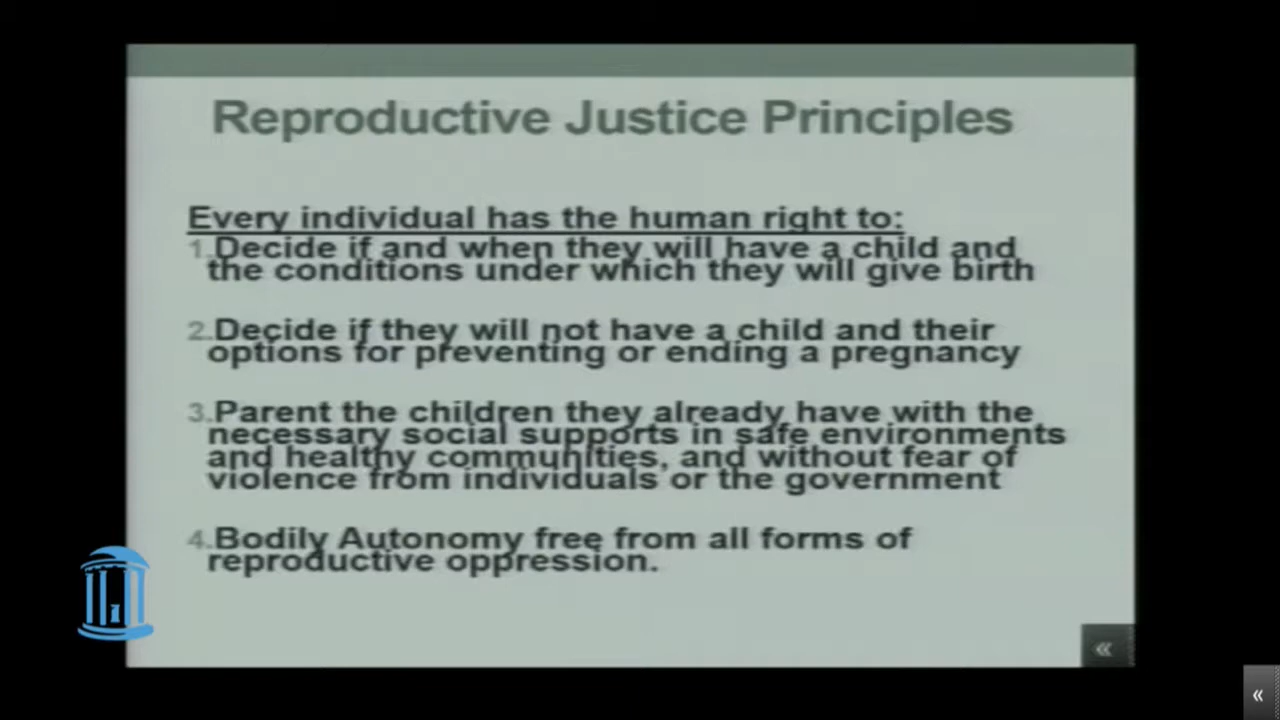 Reproductive Justice Principles
Every individual has the human right to:
1.Decide if and when they will have a child and
the conditions under which they will give birth
2.Decide if they will not have a child and their
options for preventing or ending a pregnancy
3.Parent the children they already have with the
necessary social supports in safe environments
and healthy communities, and without fear of
violence from individuals or the government
4.Bodily Autonomy free from all forms of
reproductive oppression.
«
«